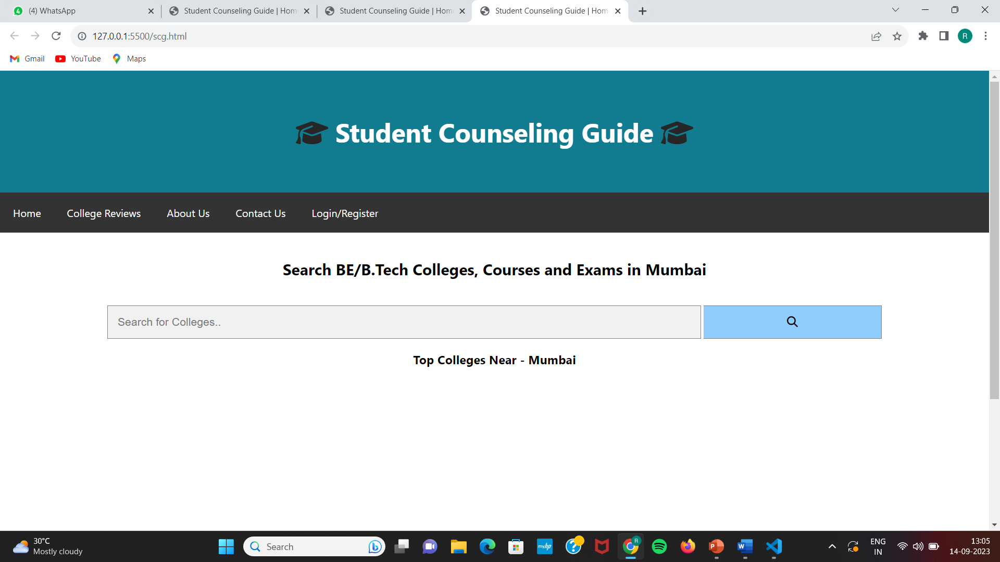 (4) WhatsApp
Student Counseling Guide | Hom
Student Counseling Guide | Hom
Student Counseling Guide | Hom
127.0.0.1:5500/scg.html
R
Gmail YouTube Maps
Student Counseling Guide
Home College Reviews About Us Contact Us Login/Register
Search BE/B.Tech Colleges, Courses and Exams in Mumbai
Search for Colleges..
Top Colleges Near - Mumbai
30°C
Mostly cloudy
Search
myhp
R
P
W
ENG
IN
13:05
14-09-2023